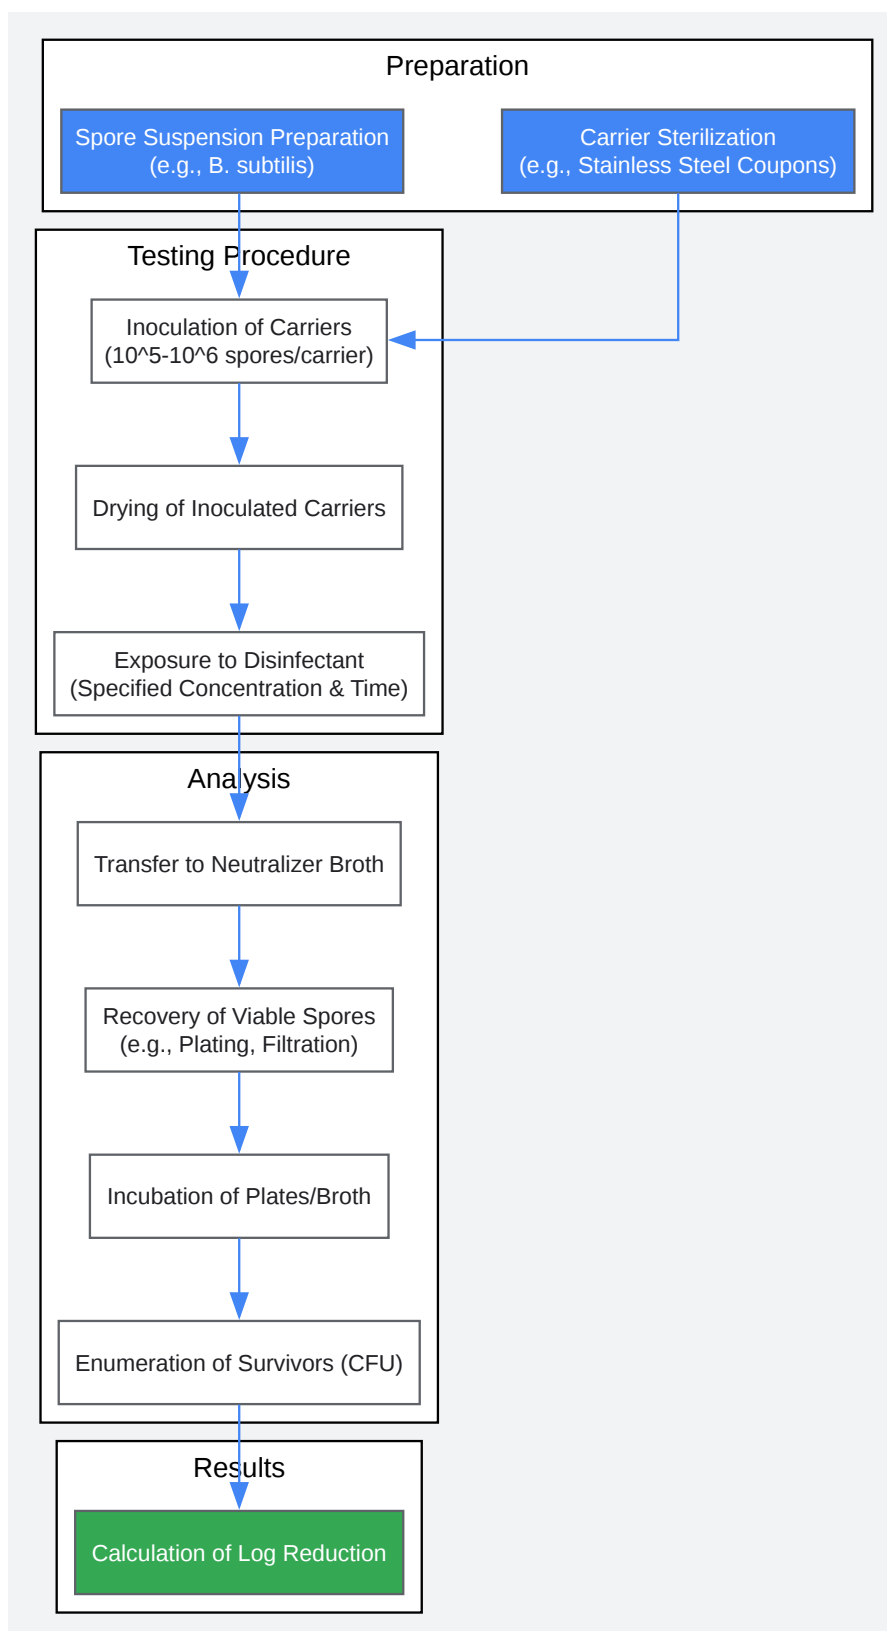 Preparation
Spore Suspension Preparation
(e.g., B. subtilis)
Carrier Sterilization
(e.g., Stainless Steel Coupons)
Testing Procedure
Inoculation of Carriers
(10^5-10^6 spores/carrier)
Drying of Inoculated Carriers
Exposure to Disinfectant
(Specified Concentration & Time)
Analysis
Transfer to Neutralizer Broth
Recovery of Viable Spores
(e.g., Plating, Filtration)
Incubation of Plates/Broth
Enumeration of Survivors (CFU)
Results
Calculation of Log Reduction